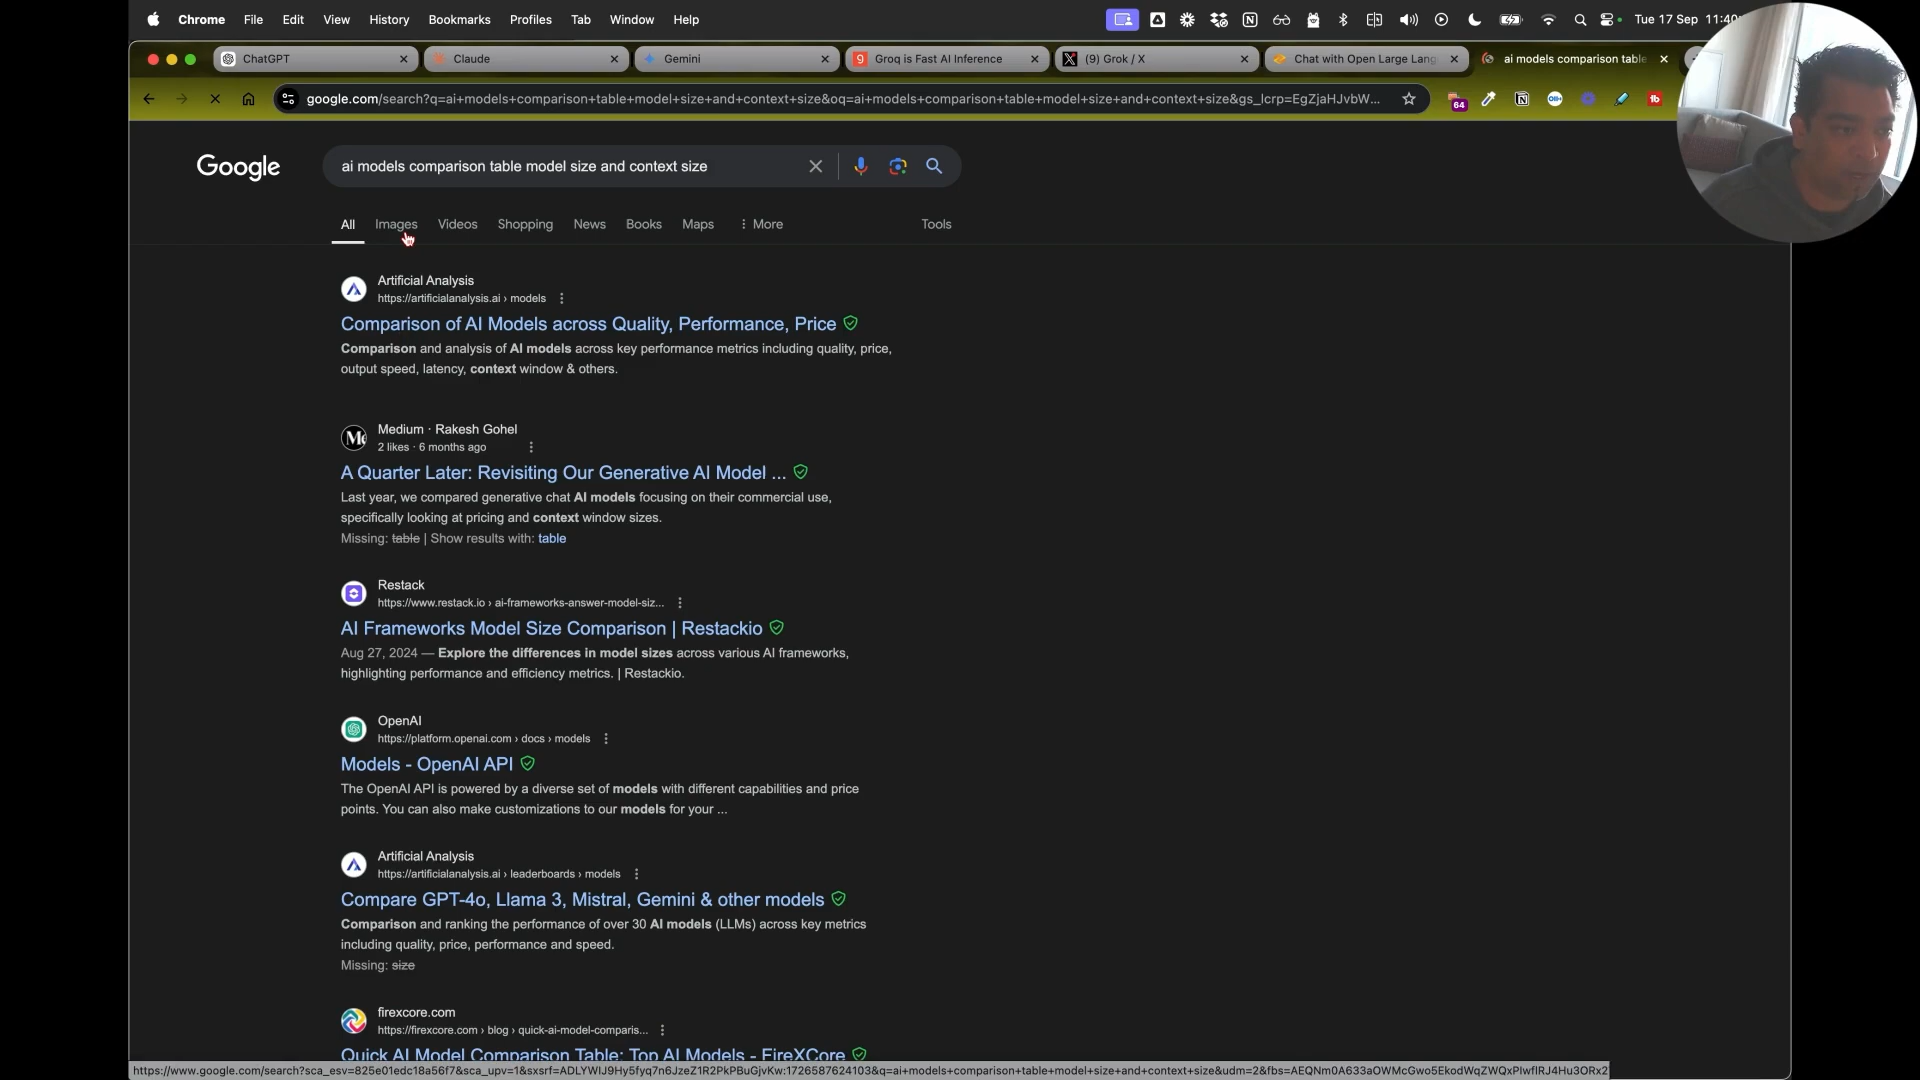 Chrome File Edit View History Bookmarks Profiles Tab Window Help
Tue 17 Sep 11:40
ChatGPT
Claude
Gemini
Groq is Fast AI Inference
(9) Grok / X
Chat with Open Large Lang
ai models comparison table
google.com/search?q=ai+models+comparison+table+model+size+and+context+size&oq=ai+models+comparison+table+model+size+and+context+size&gs_lcrp=EgZjaHJvbW...
64
Google
ai models comparison table model size and context size
All Images Videos Shopping News Books Maps More Tools
Artificial Analysis
https://artificialanalysis.ai › models
Comparison of AI Models across Quality, Performance, Price
Comparison and analysis of AI models across key performance metrics including quality, price,
output speed, latency, context window & others.
Medium · Rakesh Gohel
2 likes · 6 months ago
A Quarter Later: Revisiting Our Generative AI Model ...
Last year, we compared generative chat AI models focusing on their commercial use,
specifically looking at pricing and context window sizes.
Missing: table | Show results with: table
Restack
https://www.restack.io › ai-frameworks-answer-model-siz...
AI Frameworks Model Size Comparison | Restackio
Aug 27, 2024 — Explore the differences in model sizes across various AI frameworks,
highlighting performance and efficiency metrics. | Restackio.
OpenAI
https://platform.openai.com › docs › models
Models - OpenAI API
The OpenAI API is powered by a diverse set of models with different capabilities and price
points. You can also make customizations to our models for your ...
Artificial Analysis
https://artificialanalysis.ai › leaderboards › models
Compare GPT-4o, Llama 3, Mistral, Gemini & other models
Comparison and ranking the performance of over 30 AI models (LLMs) across key metrics
including quality, price, performance and speed.
Missing: size
firexcore.com
https://firexcore.com › blog › quick-ai-model-comparis...
Quick AI Model Comparison Table: Top AI Models - FireXCore